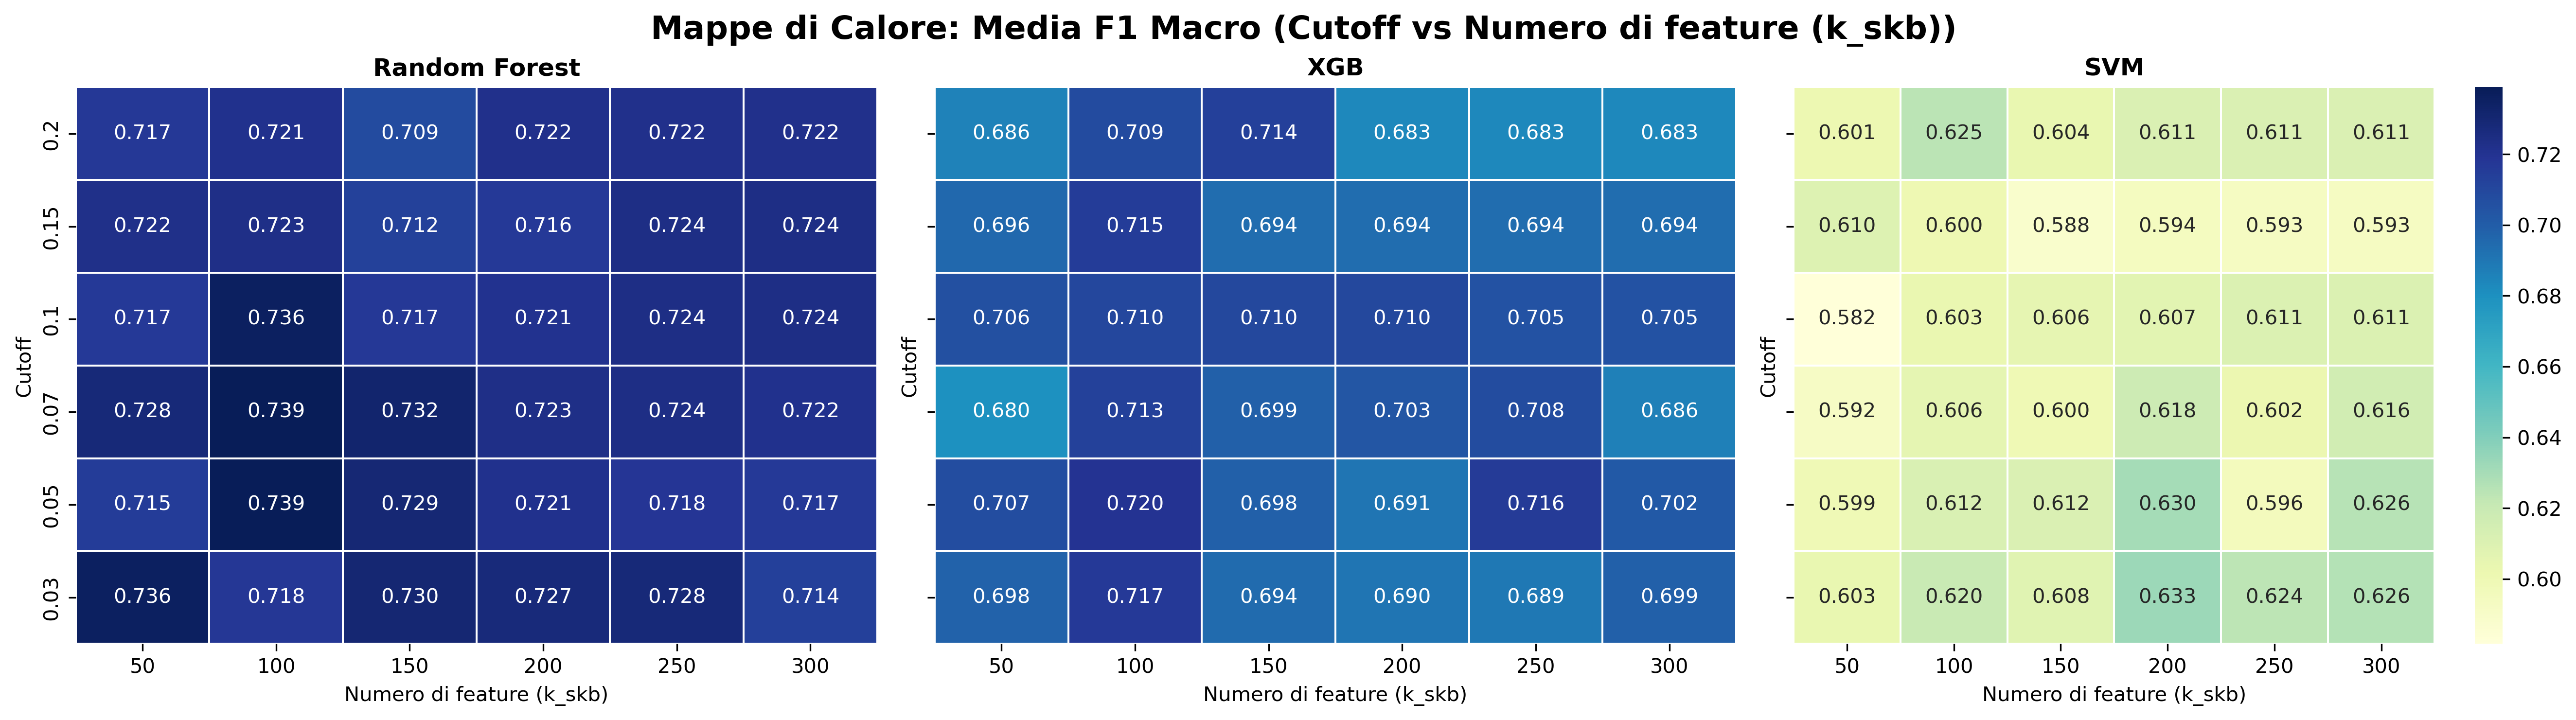 Mappe di Calore: Media F1 Macro (Cutoff vs Numero di feature (k_skb))
Random Forest
Cutoff
0.2 0.717 0.721 0.709 0.722 0.722 0.722
0.15 0.722 0.723 0.712 0.716 0.724 0.724
0.1 0.717 0.736 0.717 0.721 0.724 0.724
0.07 0.728 0.739 0.732 0.723 0.724 0.722
0.05 0.715 0.739 0.729 0.721 0.718 0.717
0.03 0.736 0.718 0.730 0.727 0.728 0.714
50 100 150 200 250 300
Numero di feature (k_skb)
XGB
Cutoff
0.686 0.709 0.714 0.683 0.683 0.683
0.696 0.715 0.694 0.694 0.694 0.694
0.706 0.710 0.710 0.710 0.705 0.705
0.680 0.713 0.699 0.703 0.708 0.686
0.707 0.720 0.698 0.691 0.716 0.702
0.698 0.717 0.694 0.690 0.689 0.699
50 100 150 200 250 300
Numero di feature (k_skb)
SVM
Cutoff
0.601 0.625 0.604 0.611 0.611 0.611
0.610 0.600 0.588 0.594 0.593 0.593
0.582 0.603 0.606 0.607 0.611 0.611
0.592 0.606 0.600 0.618 0.602 0.616
0.599 0.612 0.612 0.630 0.596 0.626
0.603 0.620 0.608 0.633 0.624 0.626
50 100 150 200 250 300
Numero di feature (k_skb)
0.72
0.70
0.68
0.66
0.64
0.62
0.60